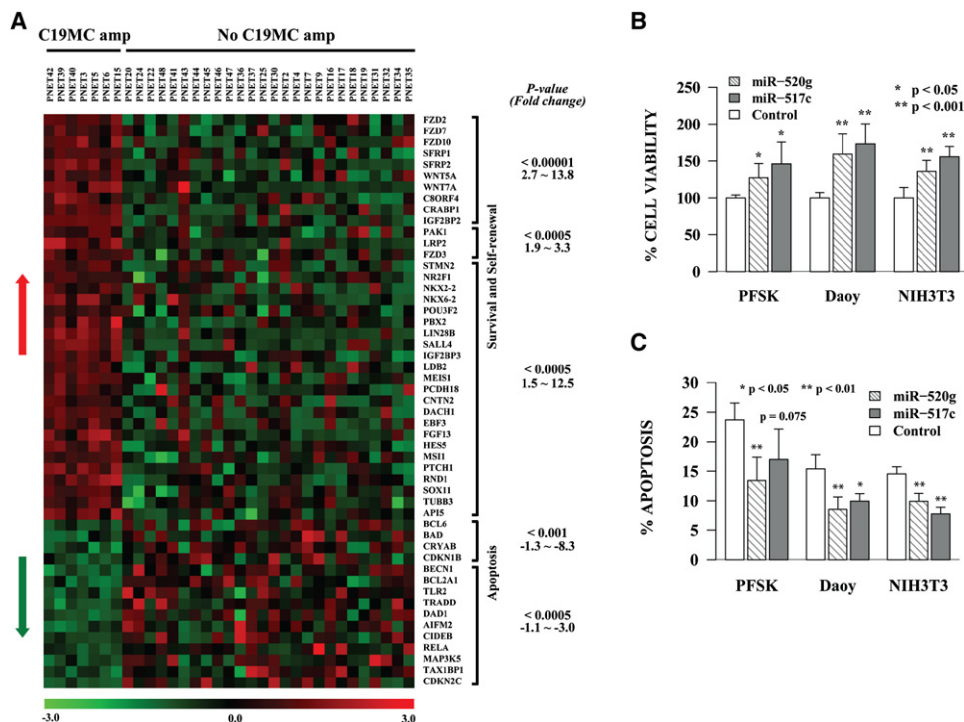 A
C19MC amp
No C19MC amp
PNET42
PNET39
PNET40
PNET3
PNET5
PNET6
PNET15
PNET20
PNET24
PNET22
PNET48
PNET41
PNET43
PNET44
PNET45
PNET46
PNET47
PNET36
PNET37
PNET25
PNET30
PNET2
PNET4
PNET7
PNET9
PNET16
PNET17
PNET18
PNET19
PNET31
PNET32
PNET34
PNET35
P-value
(Fold change)
FZD2
FZD7
FZD10
SFRP1
SFRP2
WNT5A
WNT7A
C8ORF4
CRABP1
IGF2BP2
PAK1
LRP2
FZD3
STMN2
NR2F1
NKX2-2
NKX6-2
POU3F2
PBX2
LIN28B
SALL4
IGF2BP3
LDB2
MEIS1
PCDH18
CNTN2
DACH1
EBF3
FGF13
HES5
MSI1
PTCH1
RND1
SOX11
TUBB3
API5
BCL6
BAD
CRYAB
CDKN1B
BECN1
BCL2A1
TLR2
TRADD
DAD1
AIFM2
CIDEB
RELA
MAP3K5
TAX1BP1
CDKN2C
Survival and Self-renewal
Apoptosis
< 0.00001
2.7 ~ 13.8
< 0.0005
1.9 ~ 3.3
< 0.0005
1.5 ~ 12.5
< 0.001
-1.3 ~ -8.3
< 0.0005
-1.1 ~ -3.0
-3.0
0.0
3.0
B
% CELL VIABILITY
300
250
200
150
100
50
0
miR-520g
miR-517c
Control
* p < 0.05
** p < 0.001
*
*
**
**
**
**
PFSK
Daoy
NIH3T3
C
% APOPTOSIS
30
25
20
15
10
5
0
* p < 0.05
** p < 0.01
p = 0.075
miR-520g
miR-517c
Control
**
**
*
**
**
PFSK
Daoy
NIH3T3